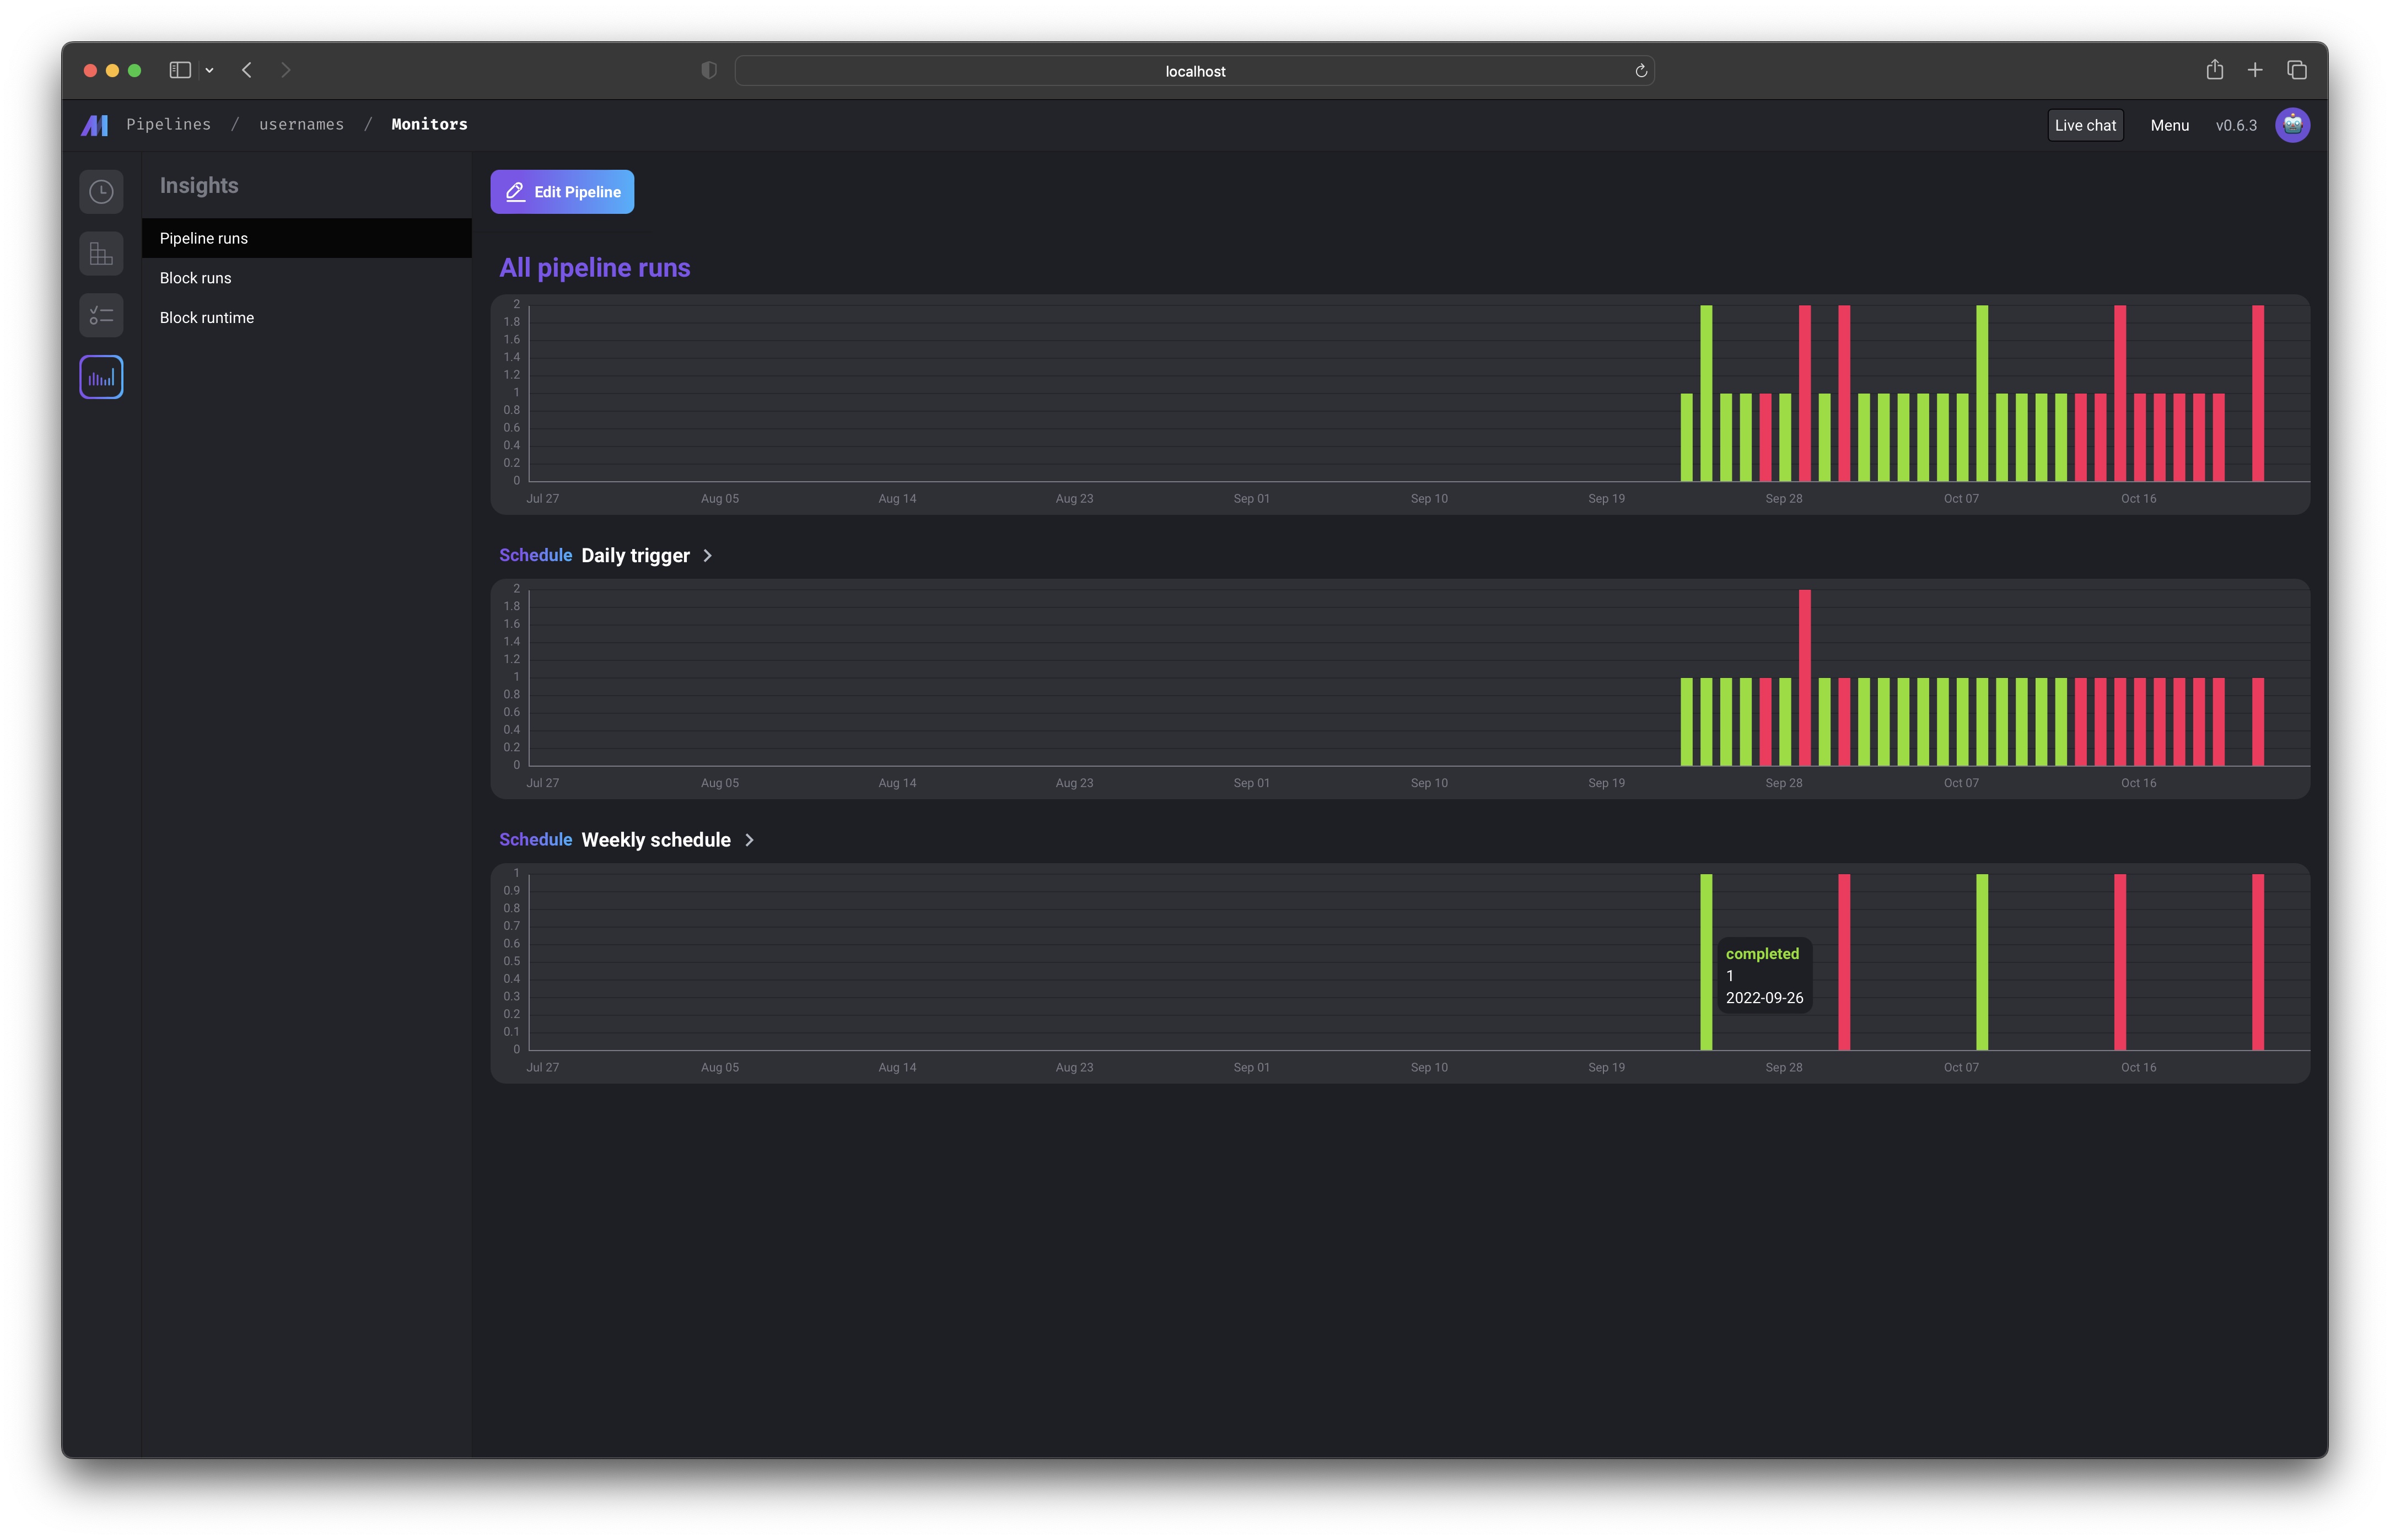 localhost
Pipelines / usernames / Monitors
Live chat Menu v0.6.3
Insights
Pipeline runs
Block runs
Block runtime
Edit Pipeline
All pipeline runs
2
1.8
1.6
1.4
1.2
1
0.8
0.6
0.4
0.2
0
Jul 27 Aug 05 Aug 14 Aug 23 Sep 01 Sep 10 Sep 19 Sep 28 Oct 07 Oct 16
Schedule Daily trigger
2
1.8
1.6
1.4
1.2
1
0.8
0.6
0.4
0.2
0
Jul 27 Aug 05 Aug 14 Aug 23 Sep 01 Sep 10 Sep 19 Sep 28 Oct 07 Oct 16
Schedule Weekly schedule
1
0.9
0.8
0.7
0.6
0.5
0.4
0.3
0.2
0.1
0
completed
1
2022-09-26
Jul 27 Aug 05 Aug 14 Aug 23 Sep 01 Sep 10 Sep 19 Sep 28 Oct 07 Oct 16